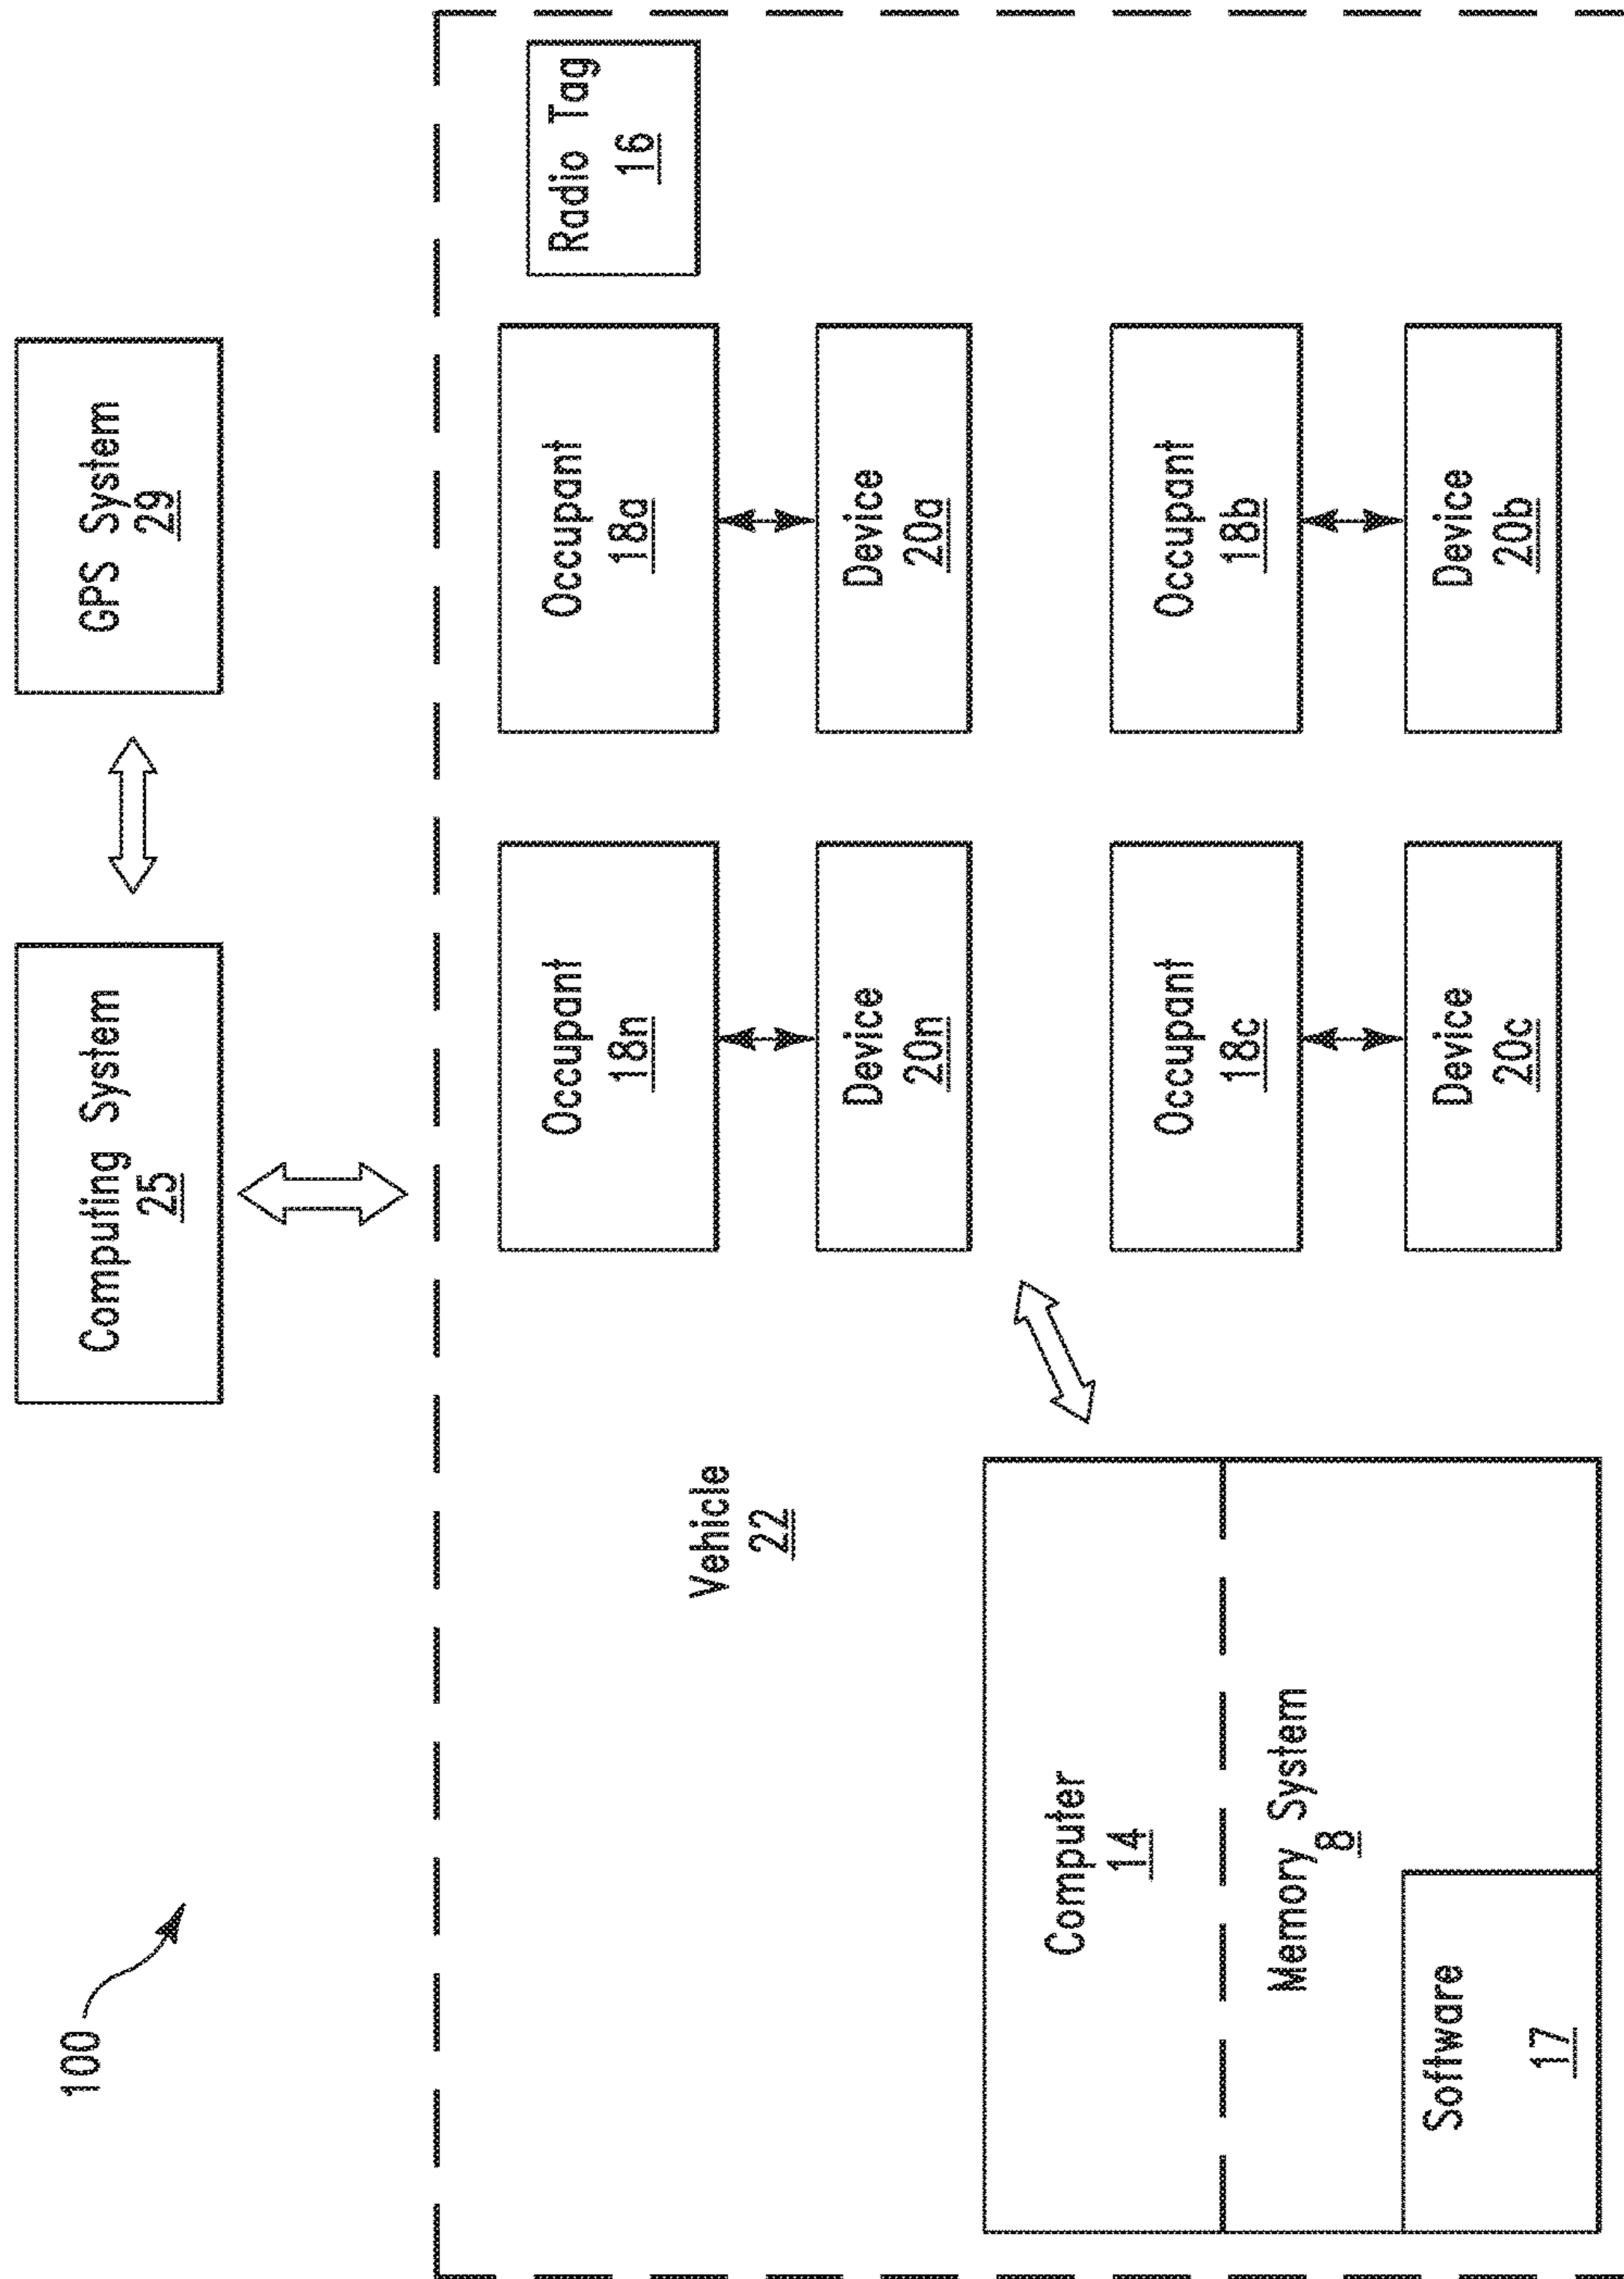 100
Computing System
25
GPS System
29
Vehicle
22
Radio Tag
16
Occupant
18n
Occupant
18a
Device
20n
Device
20a
Computer
14
Memory System
8
Software
17
Occupant
18c
Occupant
18b
Device
20c
Device
20b